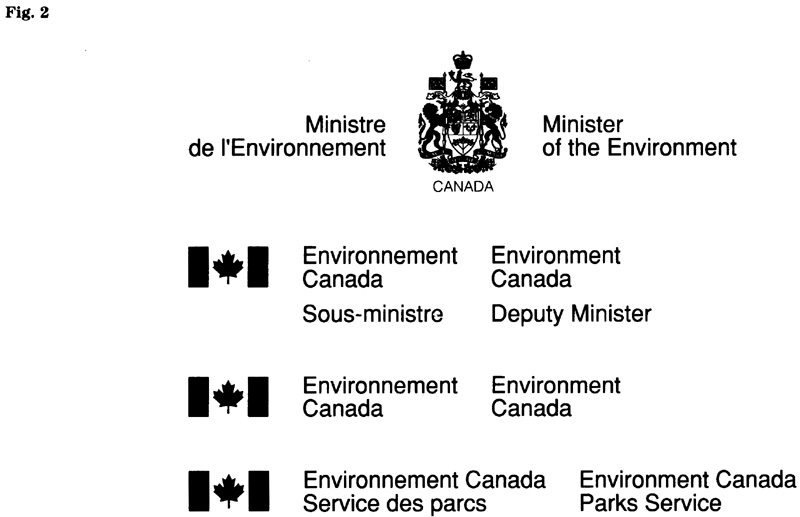 Fig. 2
Ministre
de l'Environnement
CANADA
Minister
of the Environment
Environnement
Canada
Sous-ministre
Environment
Canada
Deputy Minister
Environnement
Canada
Environment
Canada
Environnement Canada
Service des parcs
Environment Canada
Parks Service